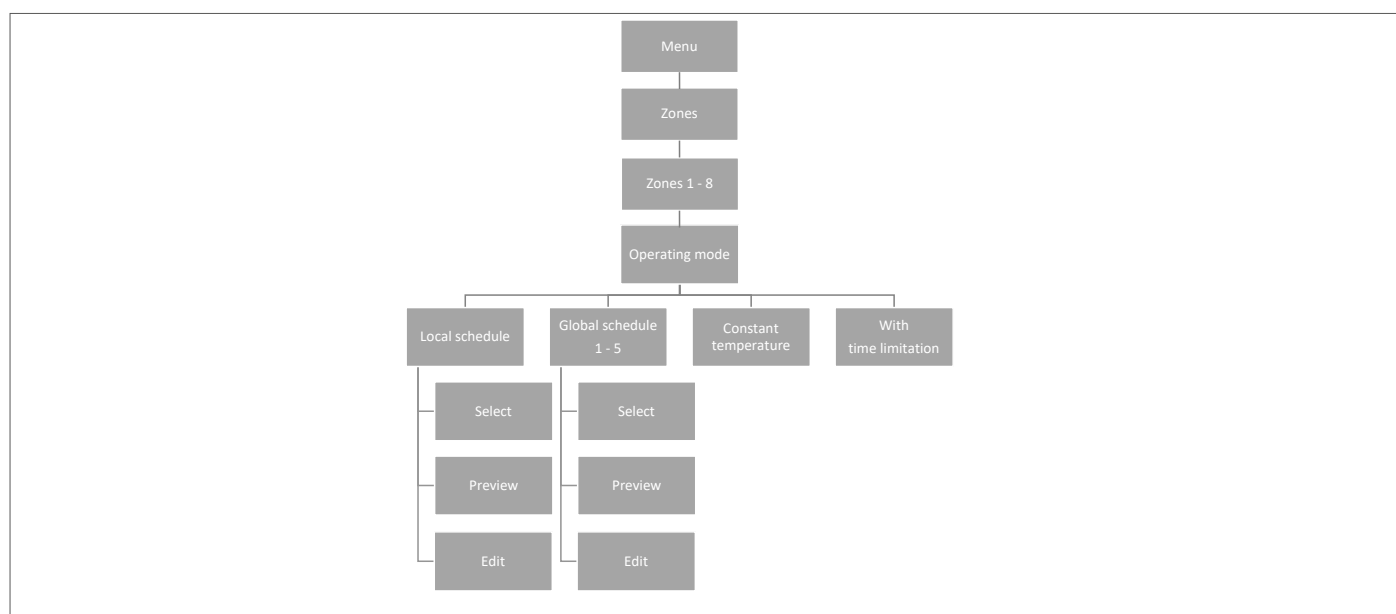 Menu
Zones
Zones 1 - 8
Operating mode
Local schedule
Global schedule
1 - 5
Constant
temperature
With
time limitation
Select
Preview
Edit
Select
Preview
Edit